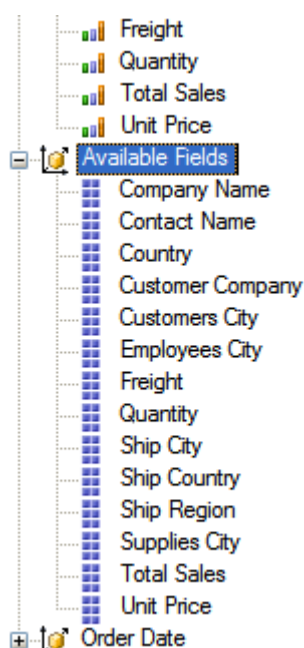 Freight
Quantity
Total Sales
Unit Price
Available Fields
Company Name
Contact Name
Country
Customer Company
Customers City
Employees City
Freight
Quantity
Ship City
Ship Country
Ship Region
Supplies City
Total Sales
Unit Price
Order Date